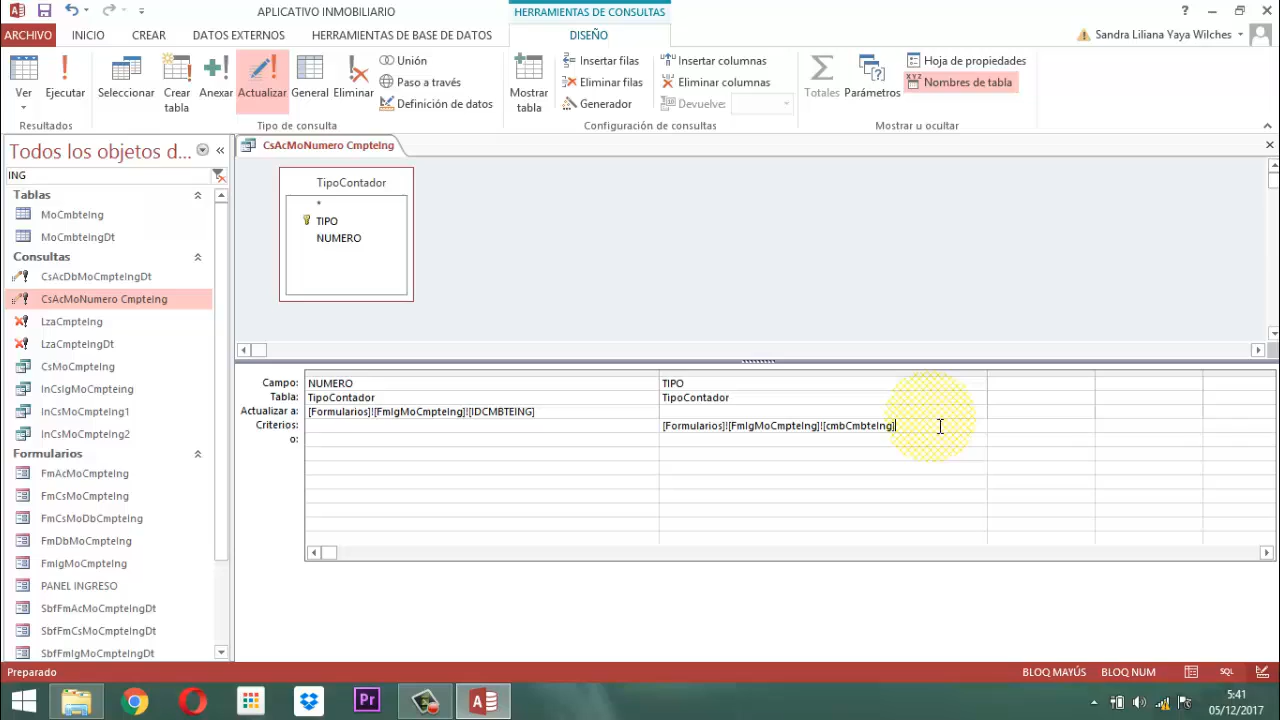 APLICATIVO INMOBILIARIO
HERRAMIENTAS DE CONSULTAS
?
ARCHIVO INICIO CREAR DATOS EXTERNOS HERRAMIENTAS DE BASE DE DATOS DISEÑO
Sandra Liliana Yaya Wilches
Ver
Ejecutar
Resultados
Seleccionar
Crear tabla
Anexar
Actualizar
General
Eliminar
Unión
Paso a través
Definición de datos
Tipo de consulta
Mostrar tabla
Insertar filas
Eliminar filas
Generador
Insertar columnas
Eliminar columnas
Devuelve:
Configuración de consultas
Totales
Parámetros
Hoja de propiedades
Nombres de tabla
Mostrar u ocultar
Todos los objetos d...
ING
Tablas
MoCmbteIng
MoCmbteIngDt
Consultas
CsAcDbMoCmpteIngDt
CsAcMoNumero CmpteIng
LzaCmpteIng
LzaCmpteIngDt
CsMoCmpteIng
InCsIgMoCmpteIng
inCsMoCmpteIng1
InCsMoCmpteIng2
Formularios
FmAcMoCmpteIng
FmCsMoCmpteIng
FmCsMoDbCmpteIng
FmDbMoCmpteIng
FmIgMoCmpteIng
PANEL INGRESO
SbfFmAcMoCmpteIngDt
SbfFmCsMoCmpteIngDt
SbfFmIgMoCmpteIngDt
CsAcMoNumero CmpteIng
TipoContador
*
TIPO
NUMERO
Campo: NUMERO TIPO
Tabla: TipoContador TipoContador
Actualizar a: [Formularios]![FmIgMoCmpteIng]![IDCMBTEING]
Criterios: [Formularios]![FmIgMoCmpteIng]![cmbCmbteIng]
o:
Preparado
BLOQ MAYÚS BLOQ NUM SQL
Pr
5:41
05/12/2017